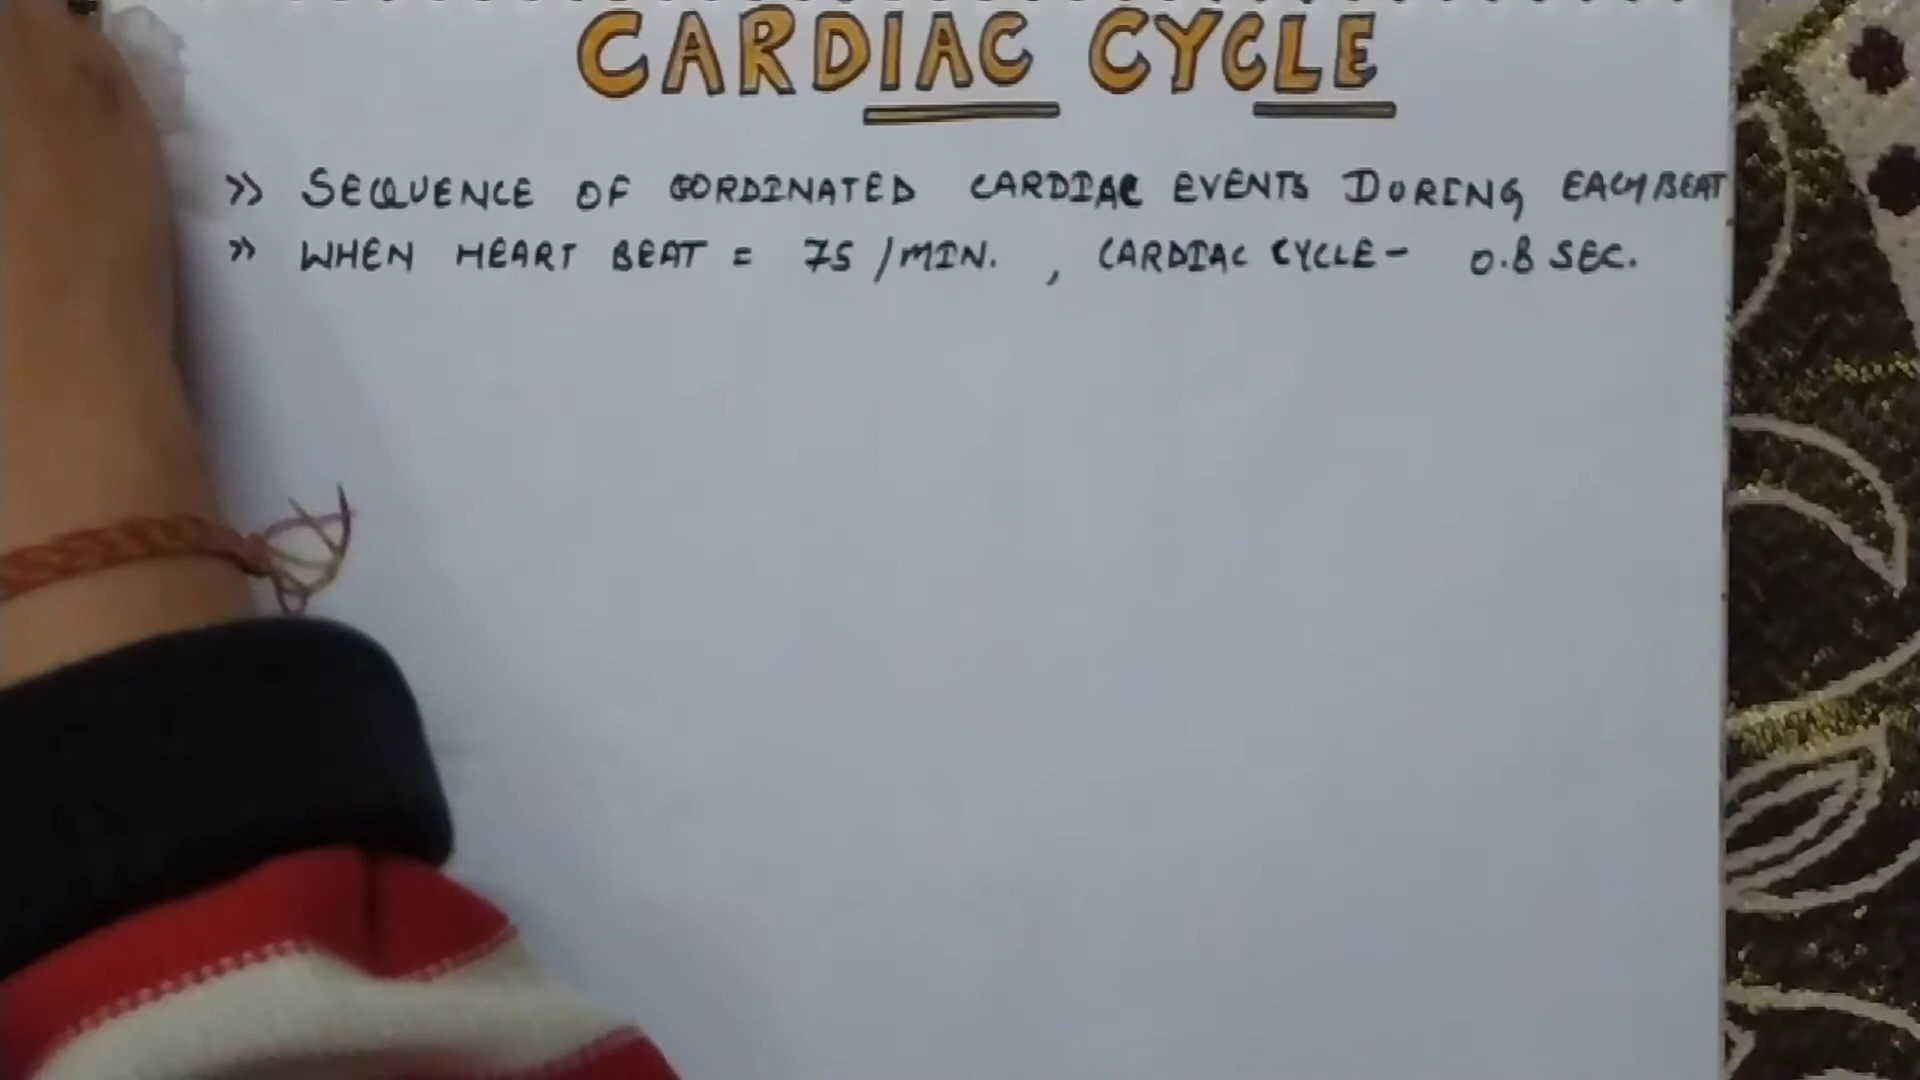 CARDIAC CYCLE
>> SEQUENCE OF CORDINATED CARDIAC EVENTS DURING EACH BEAT
>> WHEN HEART BEAT = 75 /MIN. , CARDIAC CYCLE- 0.8 SEC.